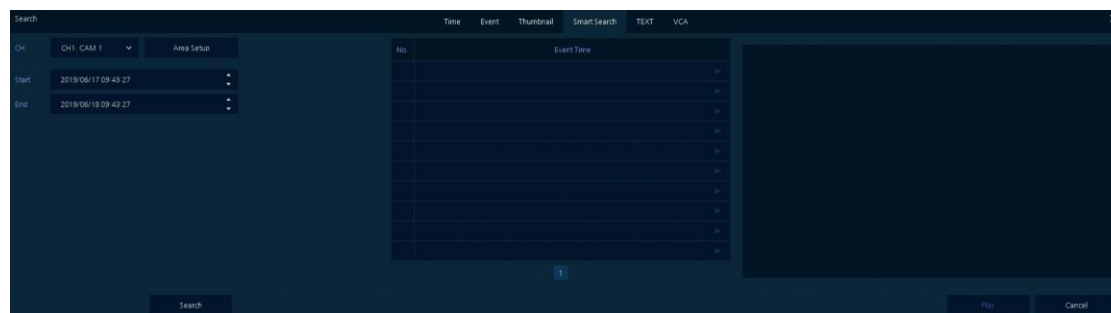 Search
Time Event Thumbnail Smart Search TEXT VCA
CH CH1. CAM 1 Area Setup
No. Event Time
Start 2019/06/17 09:43:27
End 2019/06/18 09:43:27
1
Search Play Cancel